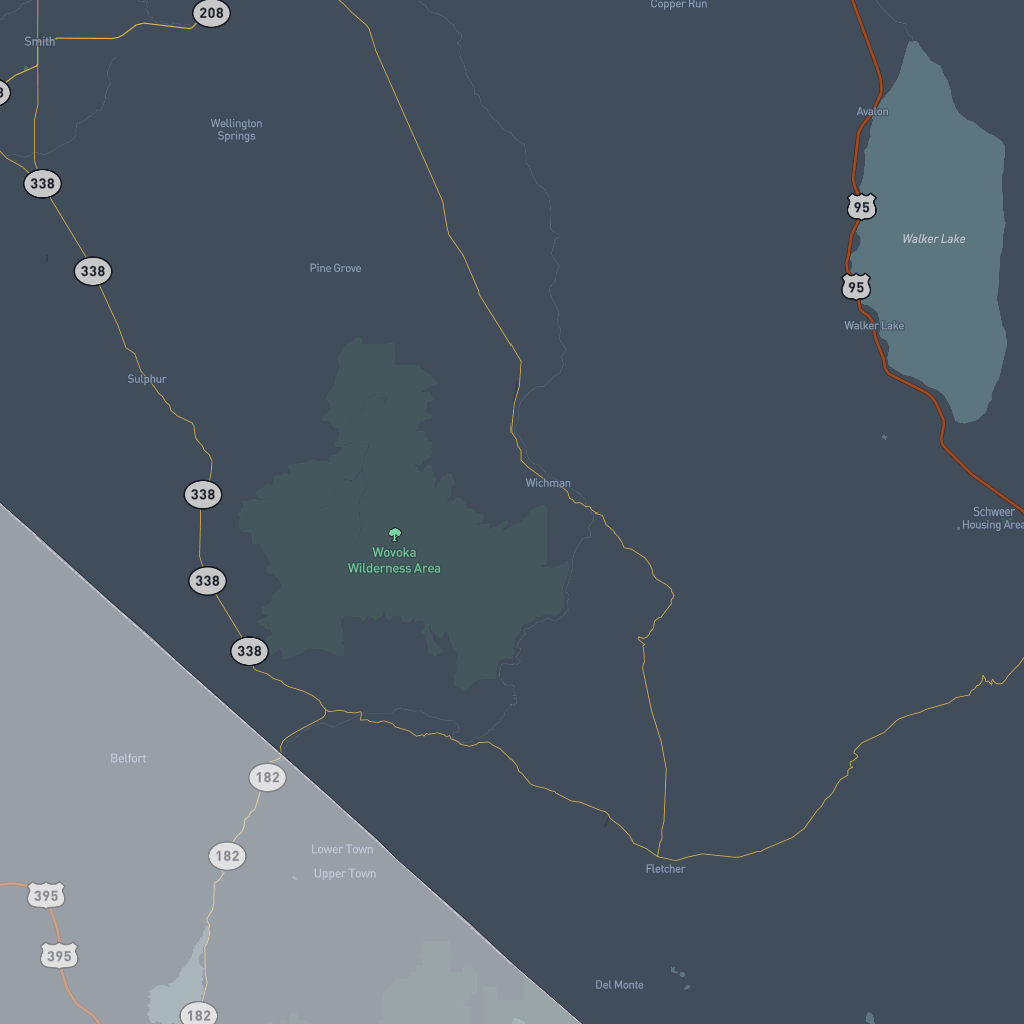 Copper Run
208
Smith
Avalon
Wellington
Springs
338
95
Walker Lake
Pine Grove
338
95
Walker Lake
Sulphur
Wichman
338
Schweer
Housing Area
Wovoka
Wilderness Area
338
338
Belfort
182
Lower Town
182
Upper Town
Fletcher
395
395
Del Monte
182